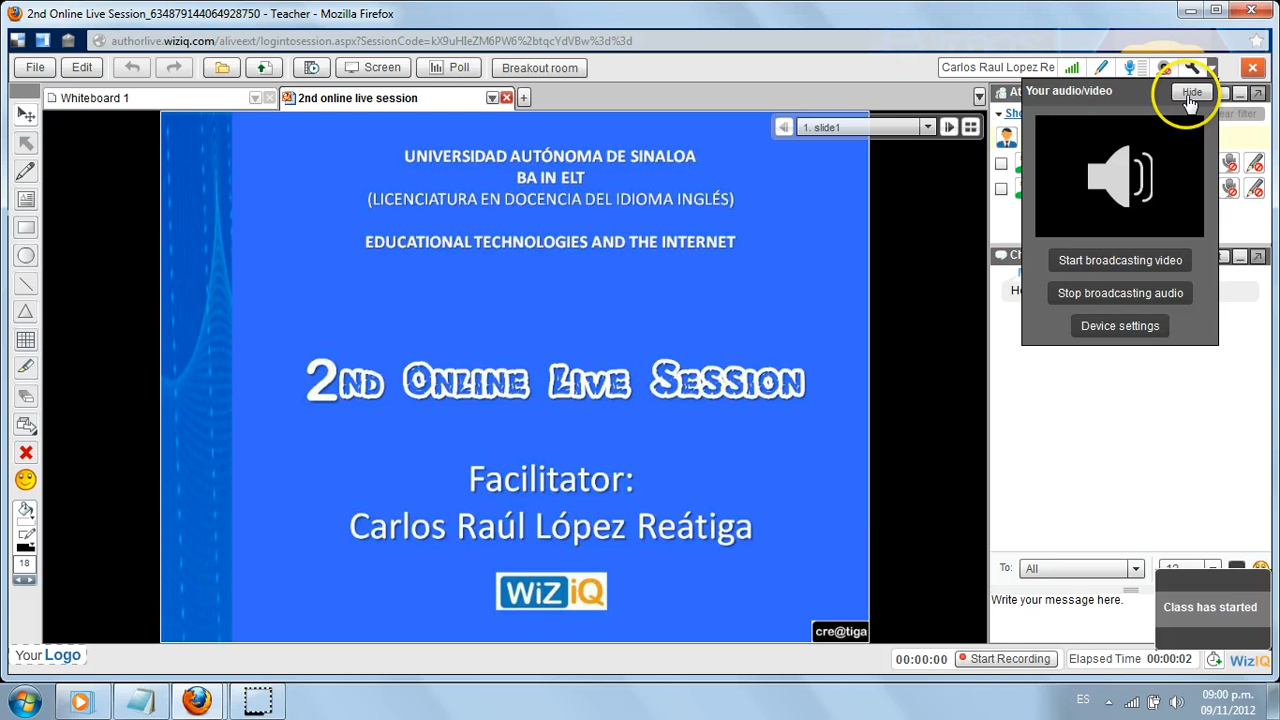 2nd Online Live Session_634879144064928750 - Teacher - Mozilla Firefox
authorlive.wiziq.com/aliveext/logintosession.aspx?SessionCode=kX9uHIeZM6PW6%2btqcYdVBw%3d%3d
File Edit Screen Poll Breakout room Carlos Raul Lopez Re
Whiteboard 1 2nd online live session
Your audio/video Hide
1. slide1
UNIVERSIDAD AUTÓNOMA DE SINALOA
BA IN ELT
(LICENCIATURA EN DOCENCIA DEL IDIOMA INGLÉS)
EDUCATIONAL TECHNOLOGIES AND THE INTERNET
2nd Online Live Session
Facilitator:
Carlos Raúl López Reátiga
WiZiQ
cre@tiga
Start broadcasting video
Stop broadcasting audio
Device settings
To: All
Write your message here.
Class has started
18
Your Logo
00:00:00 Start Recording Elapsed Time 00:00:02 WizIQ
ES 09:00 p.m.
09/11/2012